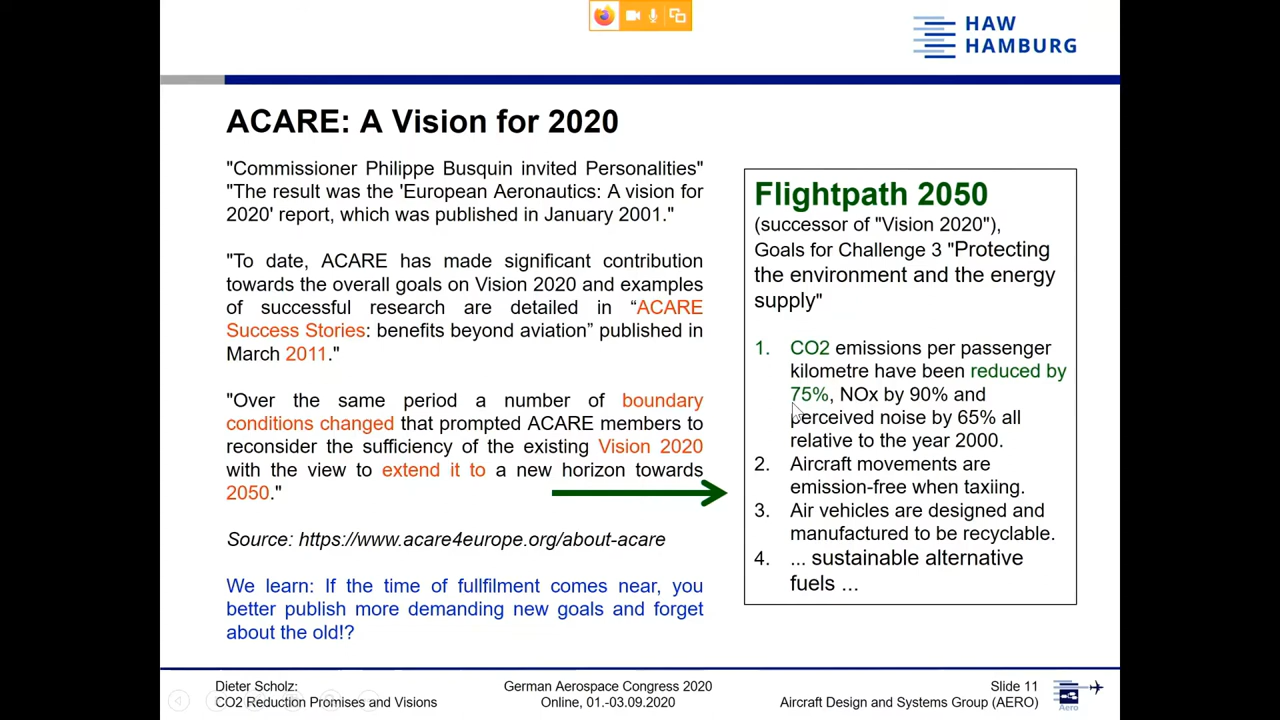 HAW
HAMBURG
ACARE: A Vision for 2020
"Commissioner Philippe Busquin invited Personalities"
"The result was the 'European Aeronautics: A vision for
2020' report, which was published in January 2001."
"To date, ACARE has made significant contribution
towards the overall goals on Vision 2020 and examples
of successful research are detailed in “ACARE
Success Stories: benefits beyond aviation” published in
March 2011."
"Over the same period a number of boundary
conditions changed that prompted ACARE members to
reconsider the sufficiency of the existing Vision 2020
with the view to extend it to a new horizon towards
2050."
Source: https://www.acare4europe.org/about-acare
We learn: If the time of fullfilment comes near, you
better publish more demanding new goals and forget
about the old!?
Flightpath 2050
(successor of "Vision 2020"),
Goals for Challenge 3 "Protecting
the environment and the energy
supply"
1. CO2 emissions per passenger
kilometre have been reduced by
75%, NOx by 90% and
perceived noise by 65% all
relative to the year 2000.
2. Aircraft movements are
emission-free when taxiing.
3. Air vehicles are designed and
manufactured to be recyclable.
4. ... sustainable alternative
fuels ...
Dieter Scholz:
CO2 Reduction Promises and Visions
German Aerospace Congress 2020
Online, 01.-03.09.2020
Slide 11
Aircraft Design and Systems Group (AERO)
Aero